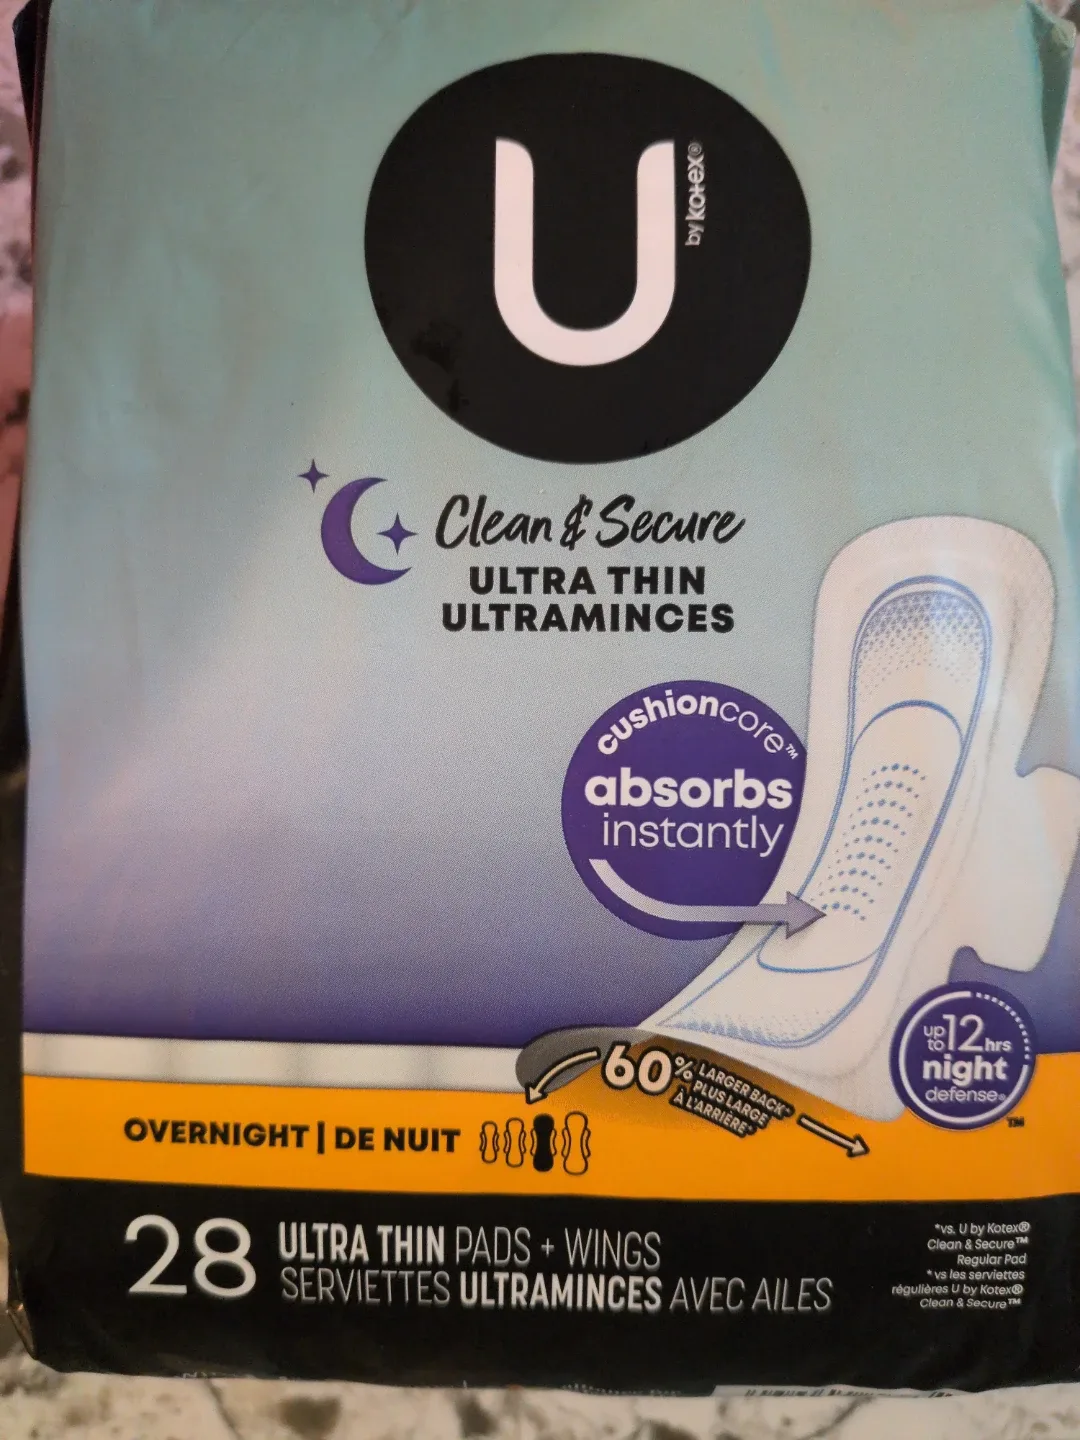 U
by Kotex®
Clean & Secure
ULTRA THIN
ULTRAMINCES
cushioncore™
absorbs
instantly
up to 12 hrs
night
defense®
™
60% LARGER BACK*
PLUS LARGE
À L'ARRIÈRE*
OVERNIGHT | DE NUIT
28 ULTRA THIN PADS + WINGS
SERVIETTES ULTRAMINCES AVEC AILES
*vs. U by Kotex®
Clean & Secure™
Regular Pad
* vs les serviettes
régulières U by Kotex®
Clean & Secure™